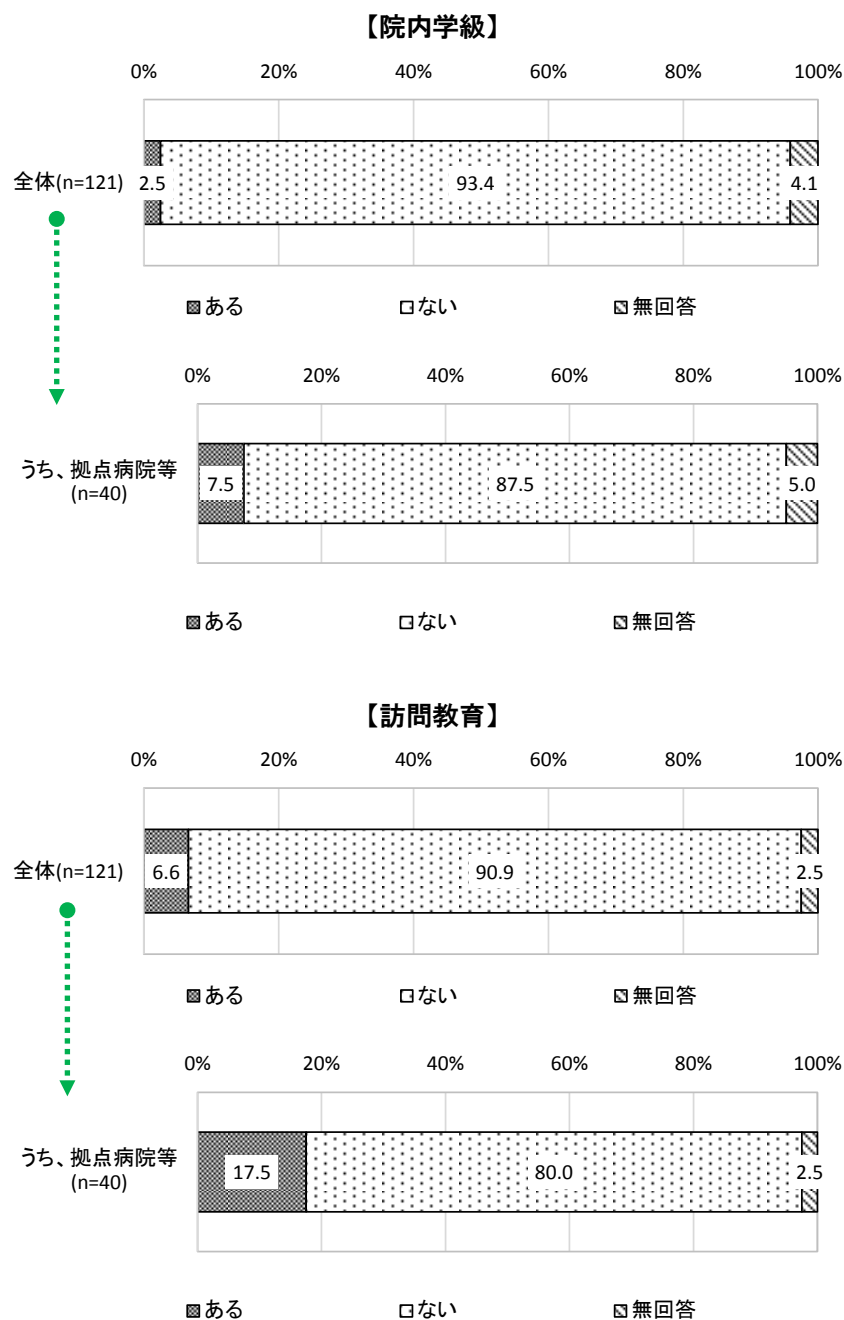 【院内学級】
0% 20% 40% 60% 80% 100%
全体(n=121) 2.5 93.4 4.1
ある ない 無回答
0% 20% 40% 60% 80% 100%
うち、拠点病院等
(n=40)
7.5 87.5 5.0
ある ない 無回答
【訪問教育】
0% 20% 40% 60% 80% 100%
全体(n=121) 6.6 90.9 2.5
ある ない 無回答
0% 20% 40% 60% 80% 100%
うち、拠点病院等
(n=40)
17.5 80.0 2.5
ある ない 無回答